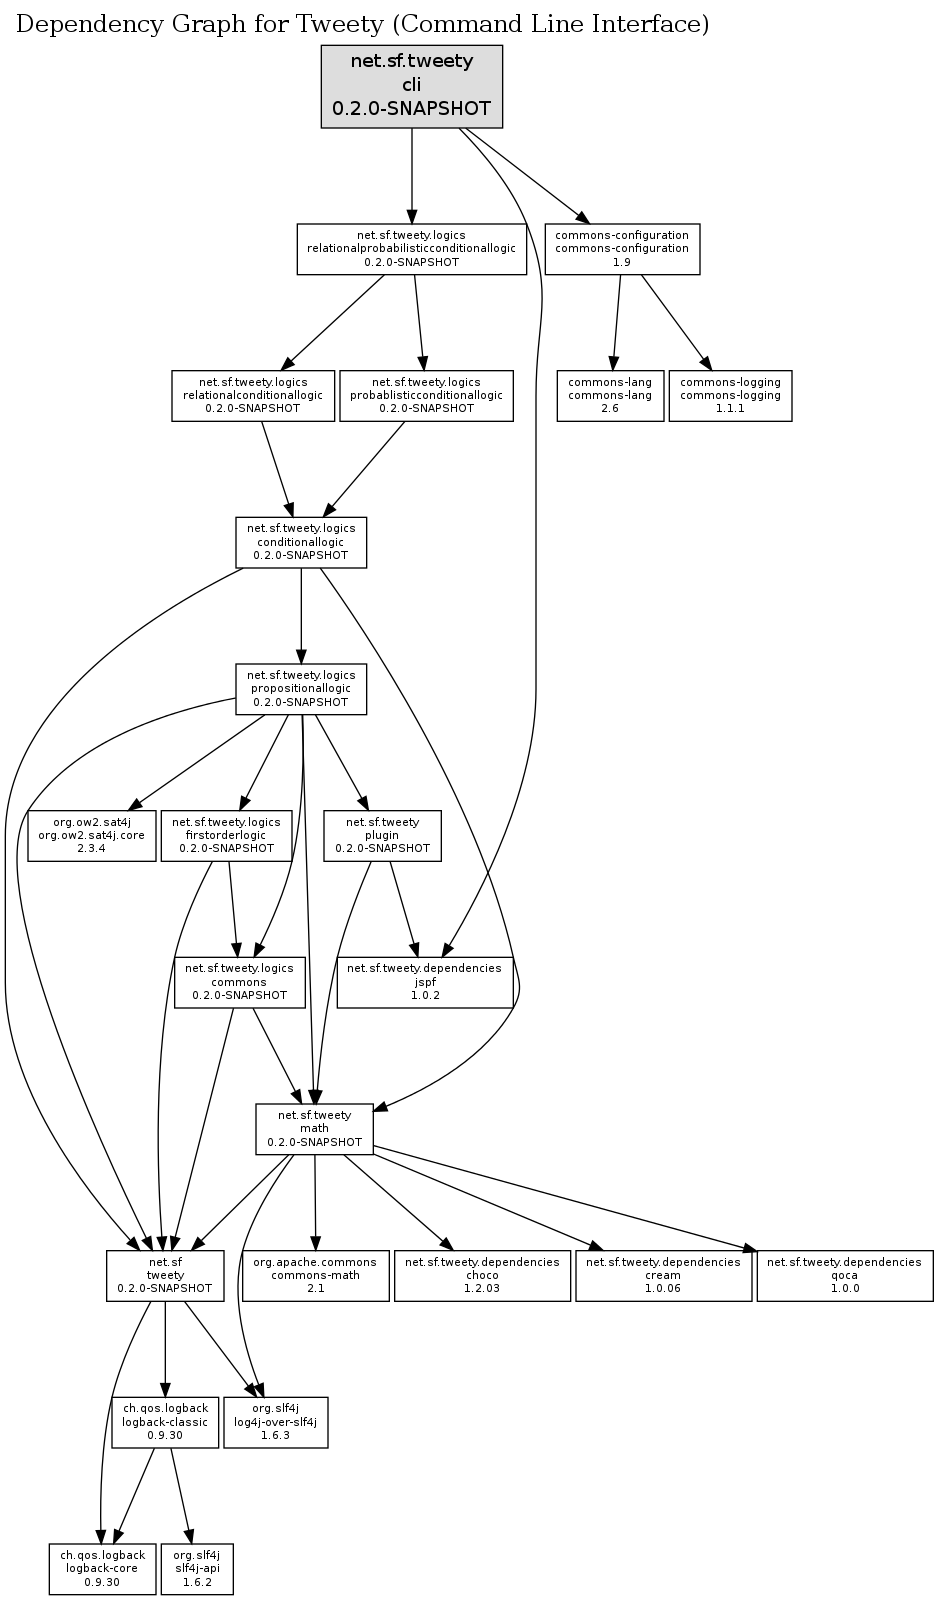 Dependency Graph for Tweety (Command Line Interface)
net.sf.tweety
cli
0.2.0-SNAPSHOT
net.sf.tweety.logics
relationalprobabilisticconditionallogic
0.2.0-SNAPSHOT
commons-configuration
commons-configuration
1.9
net.sf.tweety.logics
relationalconditionallogic
0.2.0-SNAPSHOT
net.sf.tweety.logics
probablisticconditionallogic
0.2.0-SNAPSHOT
commons-lang
commons-lang
2.6
commons-logging
commons-logging
1.1.1
net.sf.tweety.logics
conditionallogic
0.2.0-SNAPSHOT
net.sf.tweety.logics
propositionallogic
0.2.0-SNAPSHOT
org.ow2.sat4j
org.ow2.sat4j.core
2.3.4
net.sf.tweety.logics
firstorderlogic
0.2.0-SNAPSHOT
net.sf.tweety
plugin
0.2.0-SNAPSHOT
net.sf.tweety.logics
commons
0.2.0-SNAPSHOT
net.sf.tweety.dependencies
jspf
1.0.2
net.sf.tweety
math
0.2.0-SNAPSHOT
net.sf
tweety
0.2.0-SNAPSHOT
org.apache.commons
commons-math
2.1
net.sf.tweety.dependencies
choco
1.2.03
net.sf.tweety.dependencies
cream
1.0.06
net.sf.tweety.dependencies
qoca
1.0.0
ch.qos.logback
logback-classic
0.9.30
org.slf4j
log4j-over-slf4j
1.6.3
ch.qos.logback
logback-core
0.9.30
org.slf4j
slf4j-api
1.6.2